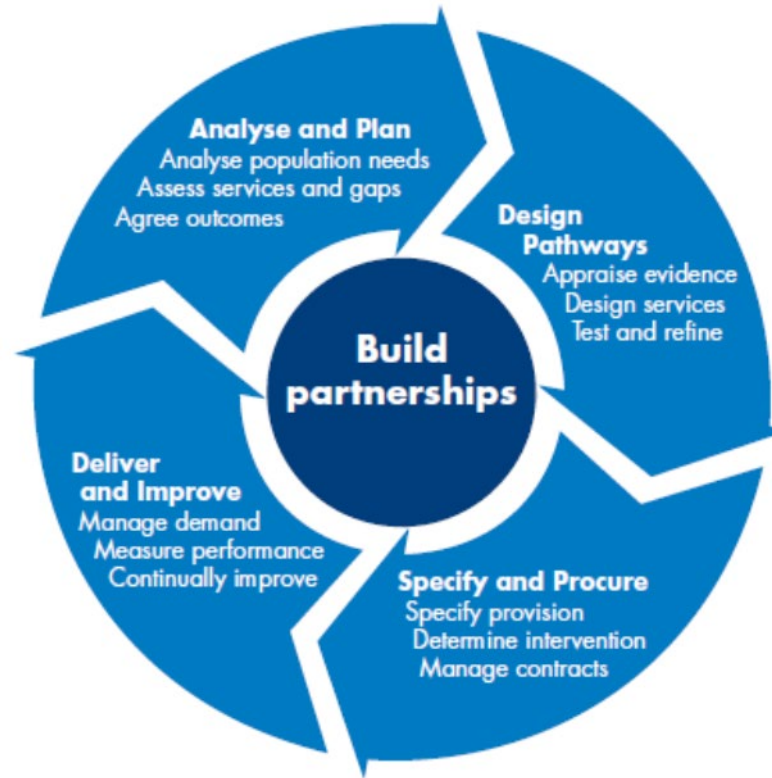 Analyse and Plan
Analyse population needs
Assess services and gaps
Agree outcomes
Design
Pathways
Appraise evidence
Design services
Test and refine
Build
partnerships
Deliver
and Improve
Manage demand
Measure performance
Continually improve
Specify and Procure
Specify provision
Determine intervention
Manage contracts